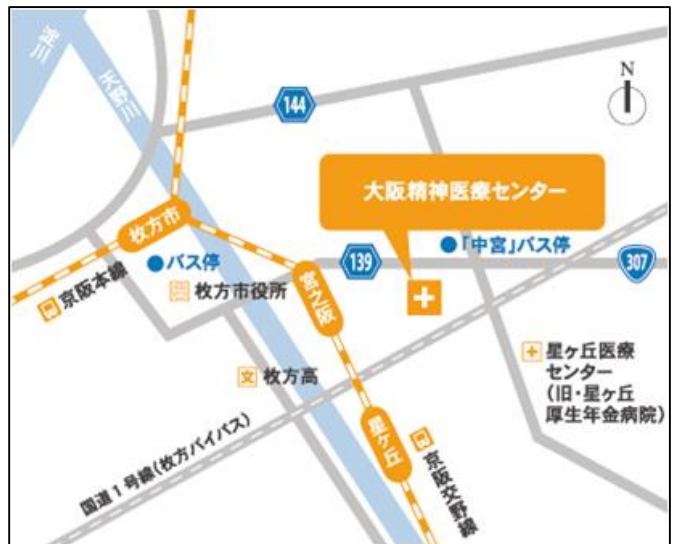 淀川
天野川
144
N
大阪精神医療センター
枚方市
バス停
139
「中宮」バス停
307
京阪本線
枚方市役所
宮之阪
文 枚方高
星ヶ丘医療
センター
(旧・星ヶ丘
厚生年金病院)
星ヶ丘
国道1号線(枚方バイパス)
京阪交野線